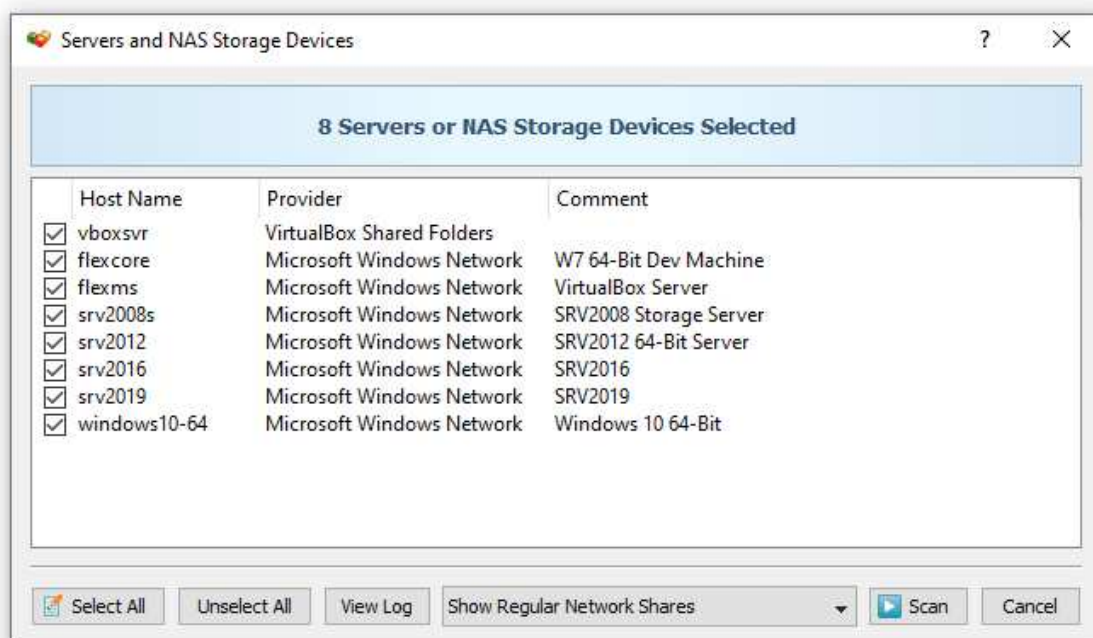 Servers and NAS Storage Devices ?
8 Servers or NAS Storage Devices Selected
Host Name Provider Comment
vboxsvr VirtualBox Shared Folders
flexcore Microsoft Windows Network W7 64-Bit Dev Machine
flexms Microsoft Windows Network VirtualBox Server
srv2008s Microsoft Windows Network SRV2008 Storage Server
srv2012 Microsoft Windows Network SRV2012 64-Bit Server
srv2016 Microsoft Windows Network SRV2016
srv2019 Microsoft Windows Network SRV2019
windows10-64 Microsoft Windows Network Windows 10 64-Bit
Select All Unselect All View Log Show Regular Network Shares Scan Cancel